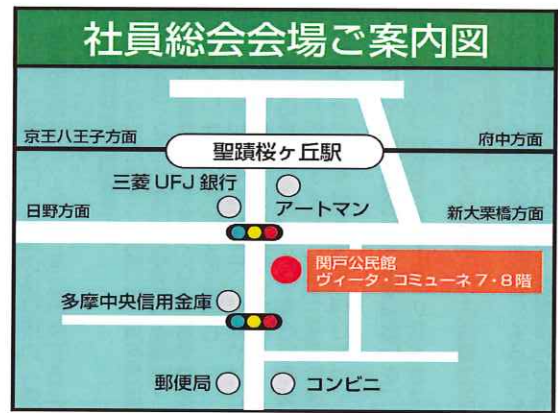 社員総会会場ご案内図
京王八王子方面
府中方面
聖蹟桜ヶ丘駅
三菱UFJ銀行
アートマン
日野方面
新大栗橋方面
関戸公民館
ヴィータ・コミューネ7・8階
多摩中央信用金庫
郵便局
コンビニ